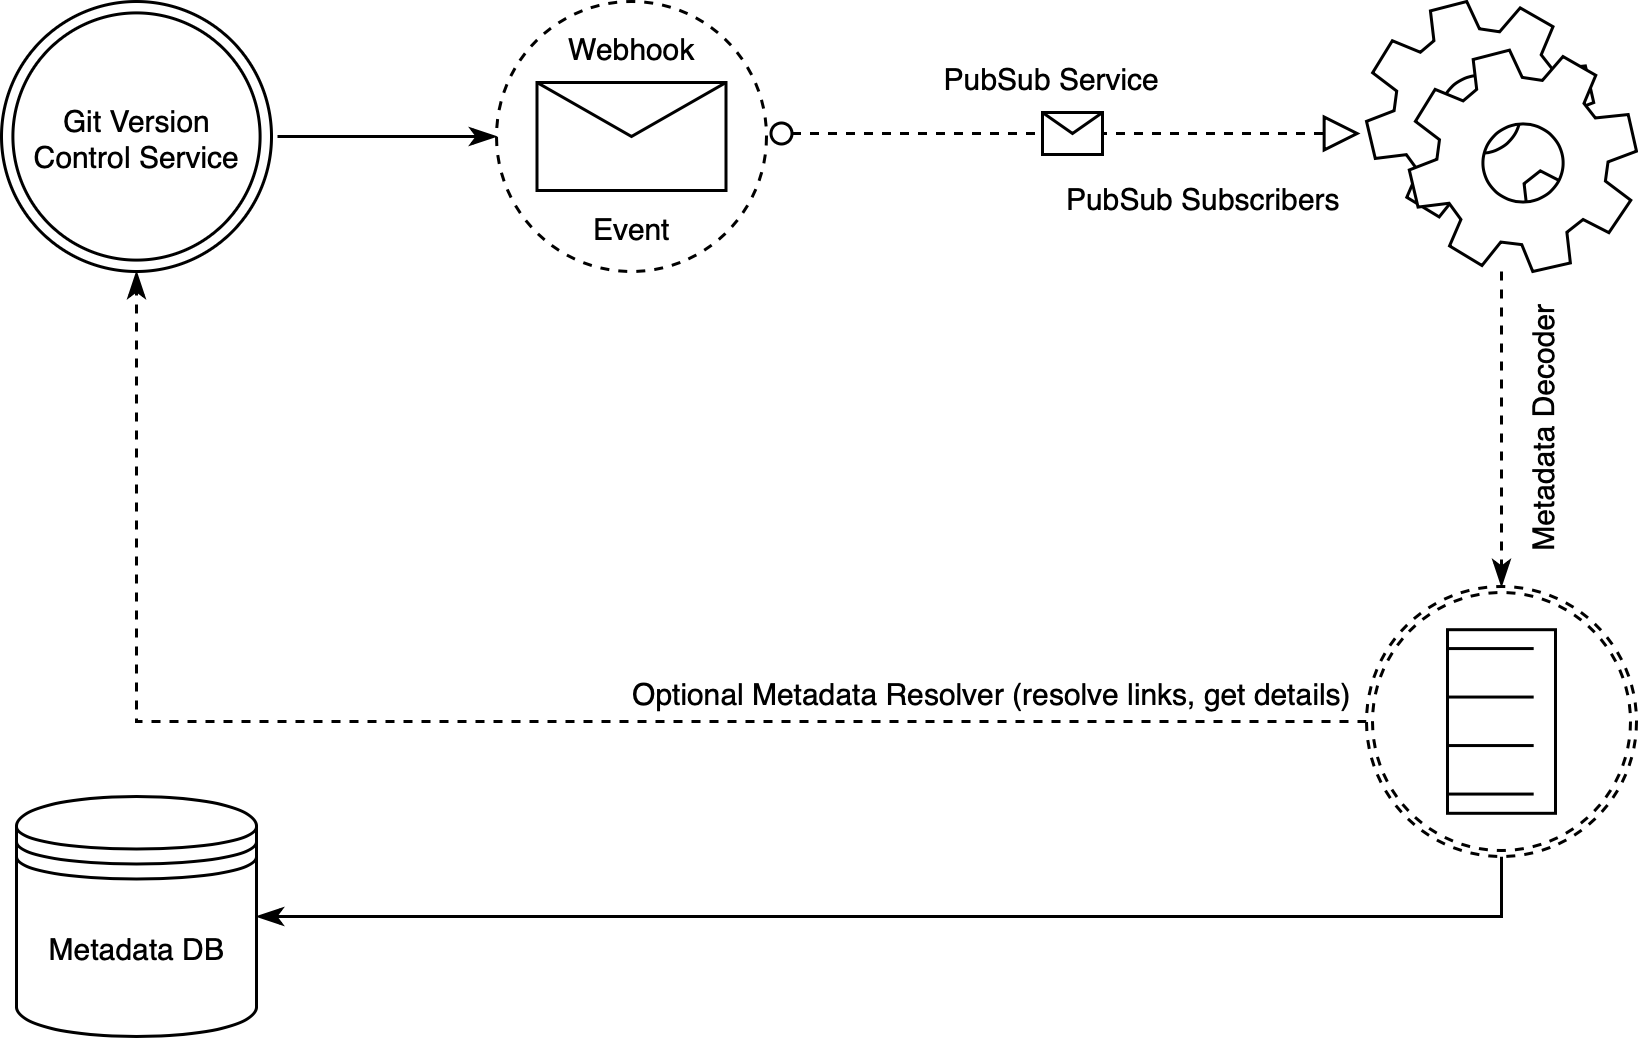 Git Version
Control Service
Webhook
Event
PubSub Service
PubSub Subscribers
Metadata Decoder
Optional Metadata Resolver (resolve links, get details)
Metadata DB